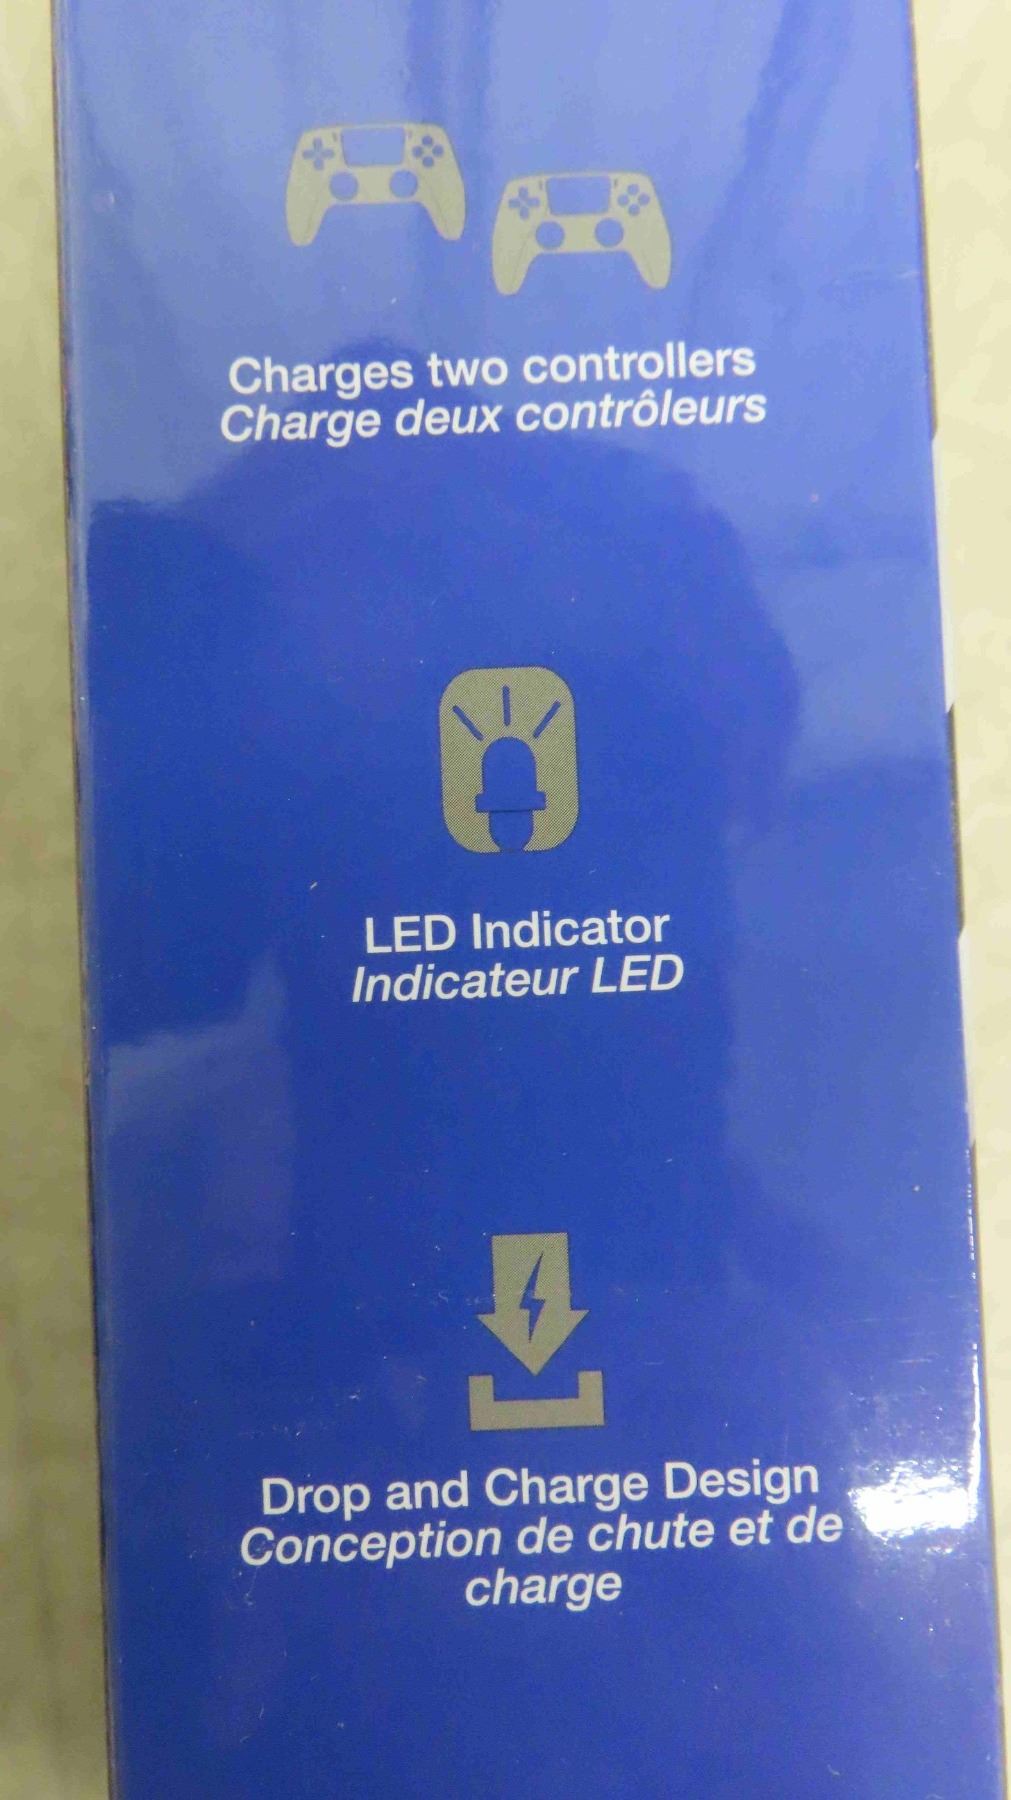 Charges two controllers
Charge deux contrôleurs
LED Indicator
Indicateur LED
Drop and Charge Design
Conception de chute et de
charge